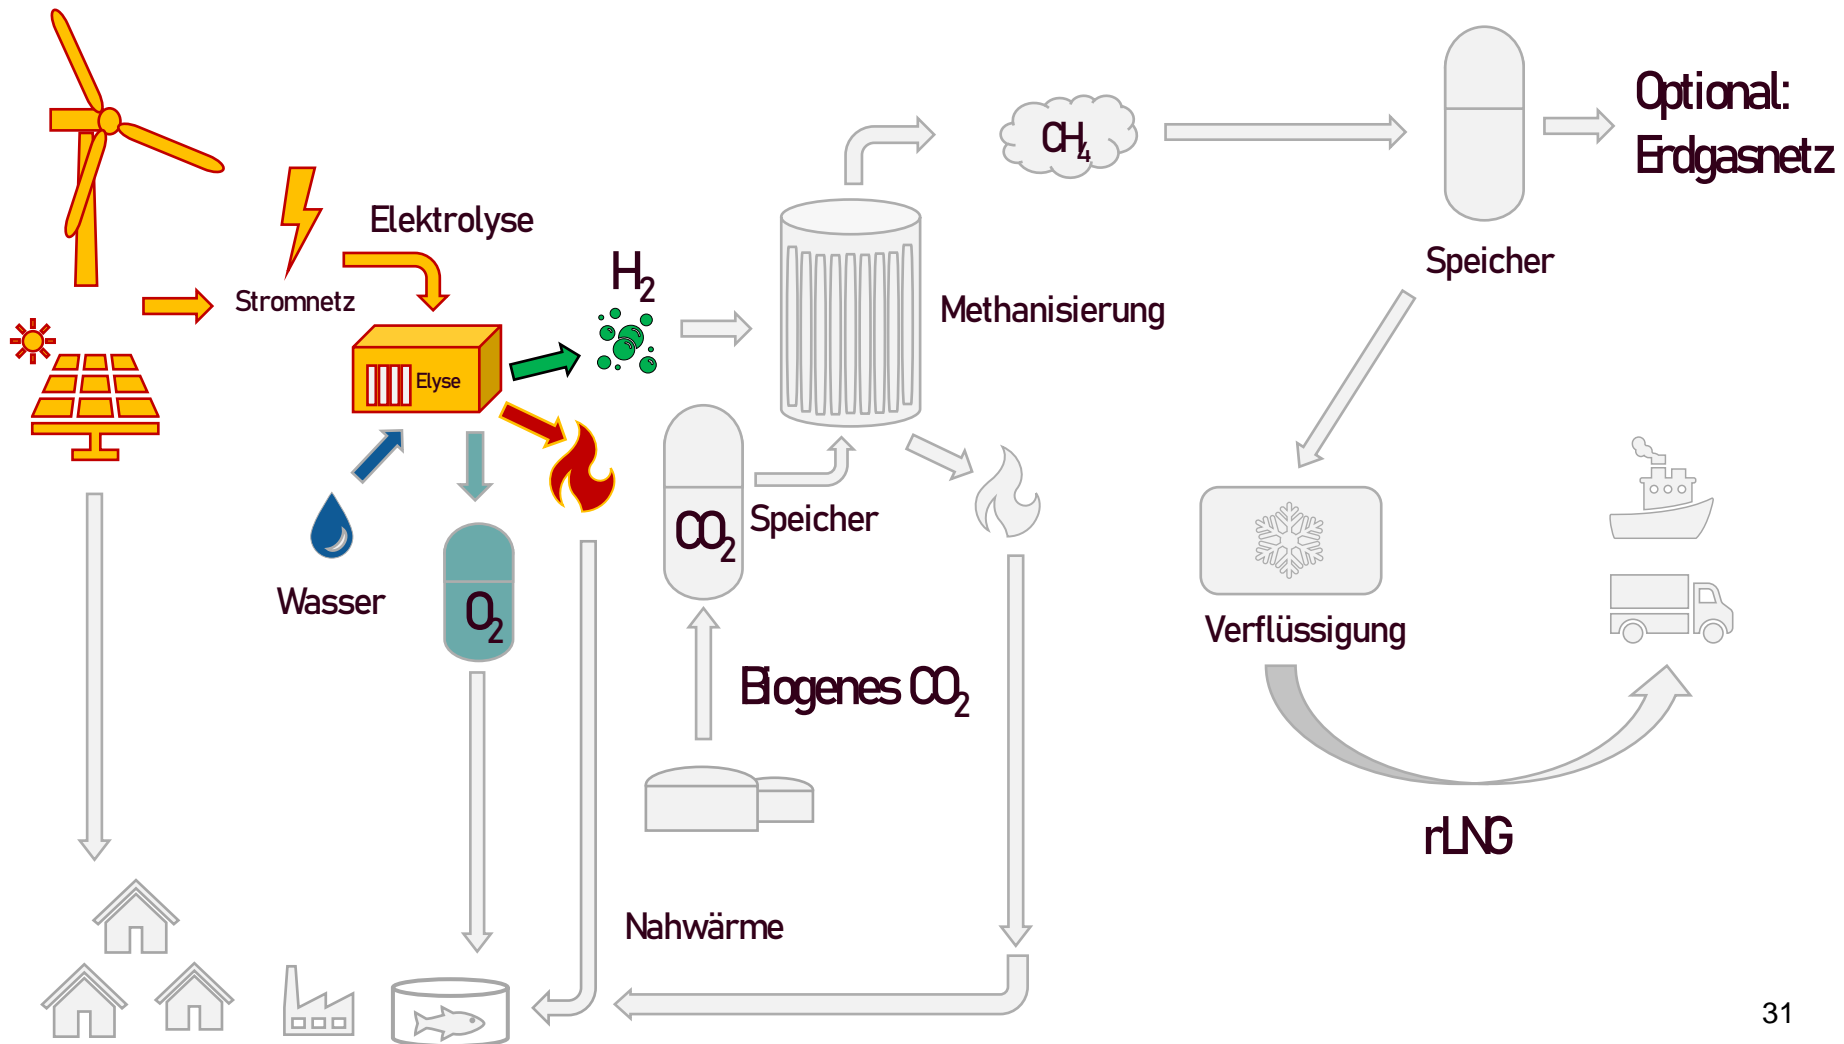 Optional:
Erdgasnetz
CH₄
Elektrolyse
H₂
Speicher
Stromnetz
Methanisierung
Elyse
CO₂
Speicher
Wasser
O₂
Verflüssigung
Biogenes CO₂
rLNG
Nahwärme
31